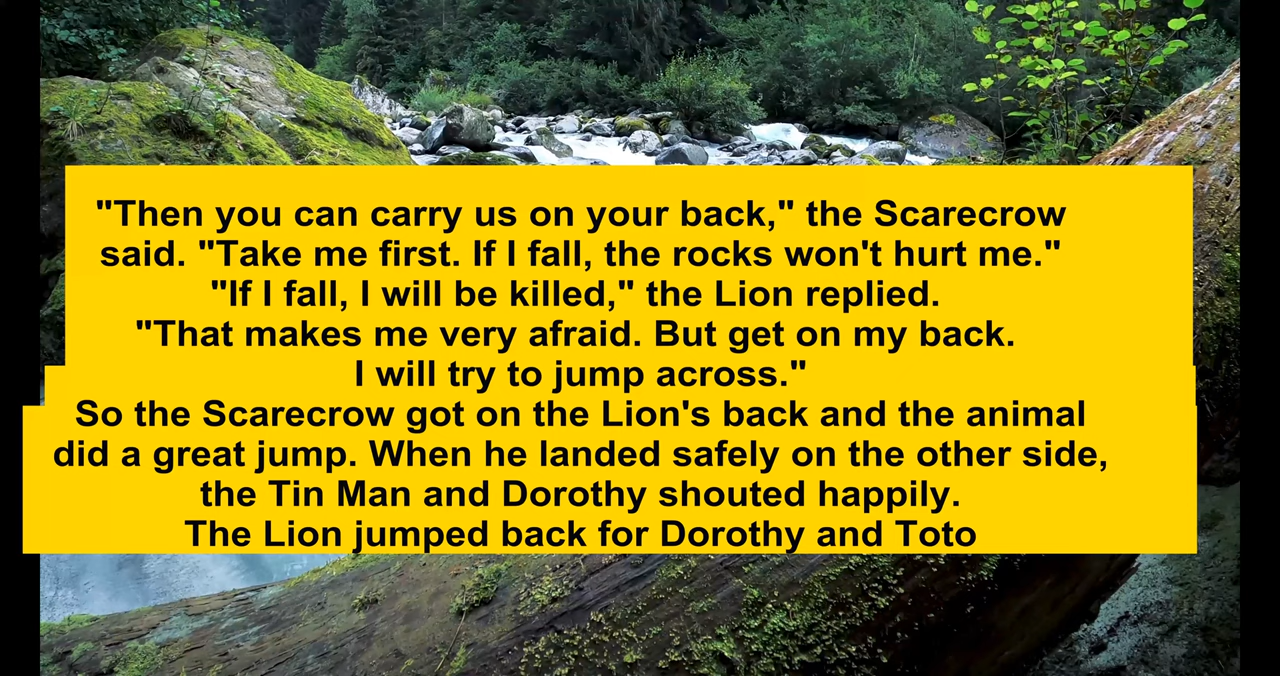 "Then you can carry us on your back," the Scarecrow
said. "Take me first. If I fall, the rocks won't hurt me."
"If I fall, I will be killed," the Lion replied.
"That makes me very afraid. But get on my back.
I will try to jump across."
So the Scarecrow got on the Lion's back and the animal
did a great jump. When he landed safely on the other side,
the Tin Man and Dorothy shouted happily.
The Lion jumped back for Dorothy and Toto